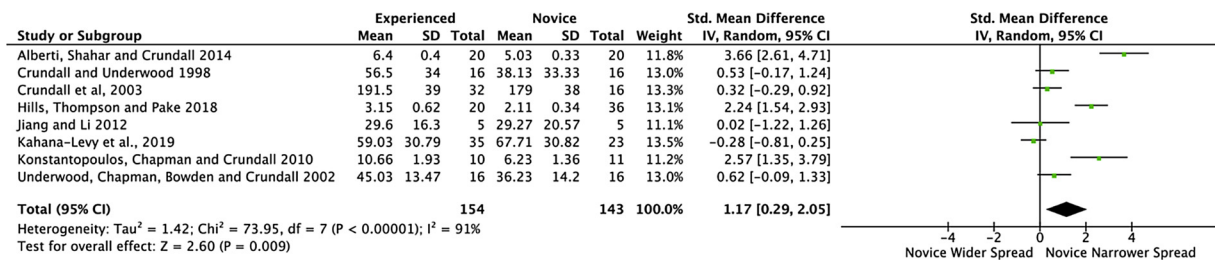 Experienced Novice Std. Mean Difference Std. Mean Difference
Study or Subgroup Mean SD Total Mean SD Total Weight IV, Random, 95% CI IV, Random, 95% CI
Alberti, Shahar and Crundall 2014 6.4 0.4 20 5.03 0.33 20 11.8% 3.66 [2.61, 4.71]
Crundall and Underwood 1998 56.5 34 16 38.13 33.33 16 13.0% 0.53 [-0.17, 1.24]
Crundall et al, 2003 191.5 39 32 179 38 16 13.3% 0.32 [-0.29, 0.92]
Hills, Thompson and Pake 2018 3.15 0.62 20 2.11 0.34 36 13.1% 2.24 [1.54, 2.93]
Jiang and Li 2012 29.6 16.3 5 29.27 20.57 5 11.1% 0.02 [-1.22, 1.26]
Kahana-Levy et al., 2019 59.03 30.79 35 67.71 30.82 23 13.5% -0.28 [-0.81, 0.25]
Konstantopoulos, Chapman and Crundall 2010 10.66 1.93 10 6.23 1.36 11 11.2% 2.57 [1.35, 3.79]
Underwood, Chapman, Bowden and Crundall 2002 45.03 13.47 16 36.23 14.2 16 13.0% 0.62 [-0.09, 1.33]
Total (95% CI) 154 143 100.0% 1.17 [0.29, 2.05]
Heterogeneity: Tau² = 1.42; Chi² = 73.95, df = 7 (P < 0.00001); I² = 91%
Test for overall effect: Z = 2.60 (P = 0.009)
-4 -2 0 2 4
Novice Wider Spread Novice Narrower Spread